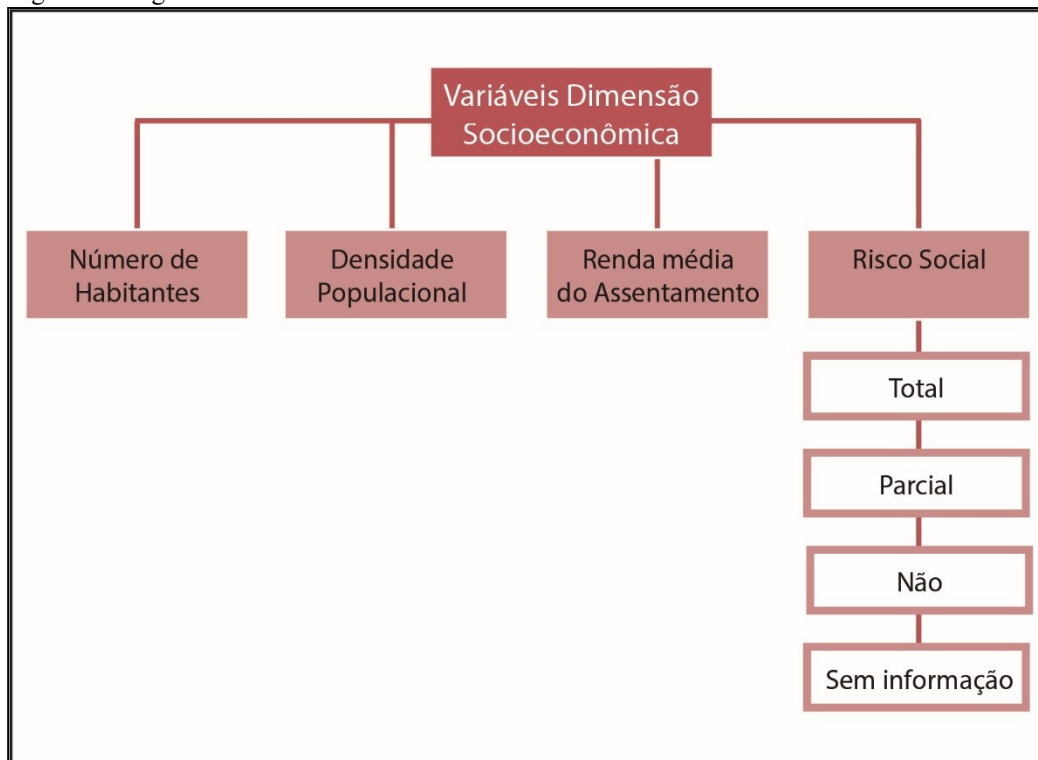 Variáveis Dimensão
Socioeconômica
Número de
Habitantes
Densidade
Populacional
Renda média
do Assentamento
Risco Social
Total
Parcial
Não
Sem informação